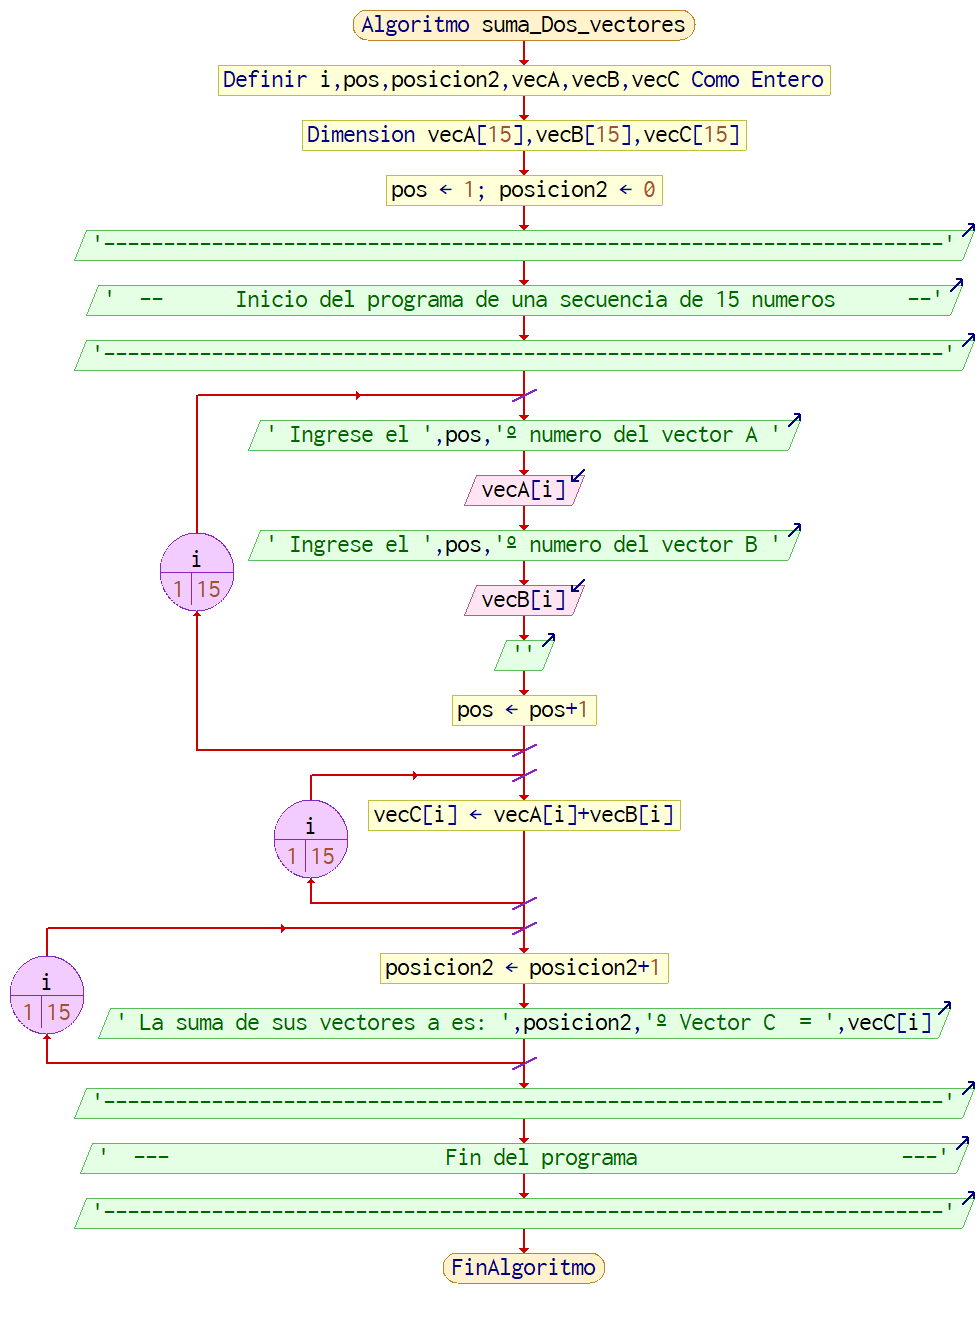 Algoritmo suma_Dos_vectores
Definir i,pos,posicion2,vecA,vecB,vecC Como Entero
Dimension vecA[15],vecB[15],vecC[15]
pos ← 1; posicion2 ← 0
'----------------------------------------------------------------------'
'  --      Inicio del programa de una secuencia de 15 numeros      --'
'----------------------------------------------------------------------'
' Ingrese el ',pos,'º numero del vector A '
vecA[i]
' Ingrese el ',pos,'º numero del vector B '
i
1 15
vecB[i]
''
pos ← pos+1
vecC[i] ← vecA[i]+vecB[i]
i
1 15
posicion2 ← posicion2+1
i
1 15
' La suma de sus vectores a es: ',posicion2,'º Vector C  = ',vecC[i]
'----------------------------------------------------------------------'
'  ---                       Fin del programa                      ---'
'----------------------------------------------------------------------'
FinAlgoritmo